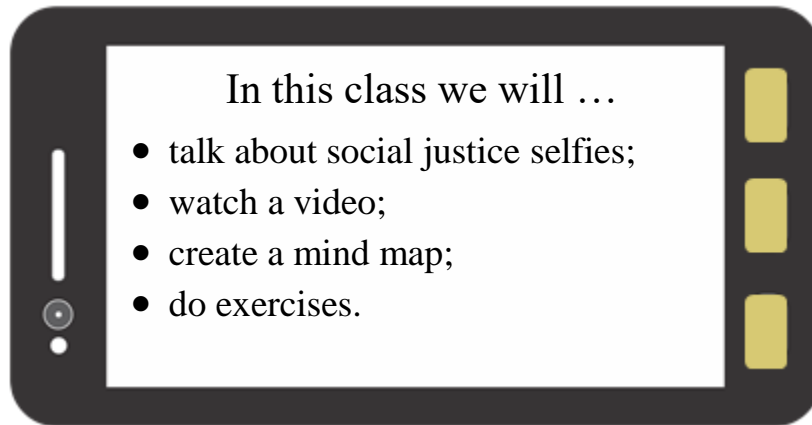 In this class we will …
• talk about social justice selfies;
• watch a video;
• create a mind map;
• do exercises.